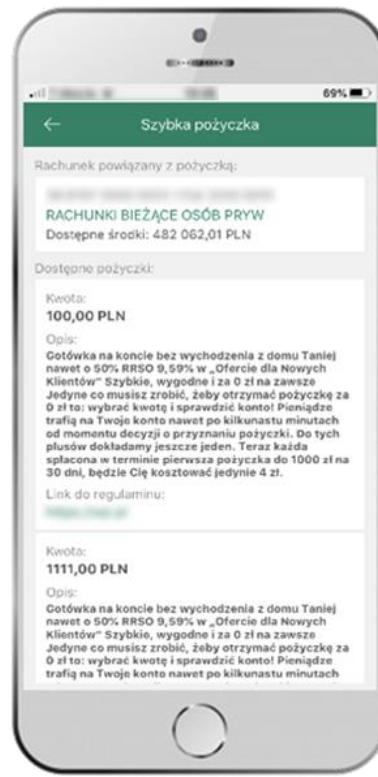 69%
Szybka pożyczka
Rachunek powiązany z pożyczką:
RACHUNKI BIEŻĄCE OSÓB PRYW
Dostępne środki: 482 062,01 PLN
Dostępne pożyczki:
Kwota:
100,00 PLN
Opis:
Gotówka na koncie bez wychodzenia z domu Taniej
nawet o 50% RRSO 9,59% w „Ofercie dla Nowych
Klientów” Szybkie, wygodne i za 0 zł na zawsze
Jedyne co musisz zrobić, żeby otrzymać pożyczkę za
0 zł to: wybrać kwotę i sprawdzić konto! Pieniądze
trafią na Twoje konto nawet po kilkunastu minutach
od momentu decyzji o przyznaniu pożyczki. Do tych
plusów dokładamy jeszcze jeden. Teraz każda
spłacona w terminie pierwsza pożyczka do 1000 zł na
30 dni, będzie Cię kosztować jedynie 4 zł.
Link do regulaminu:
Kwota:
1111,00 PLN
Opis:
Gotówka na koncie bez wychodzenia z domu Taniej
nawet o 50% RRSO 9,59% w „Ofercie dla Nowych
Klientów” Szybkie, wygodne i za 0 zł na zawsze
Jedyne co musisz zrobić, żeby otrzymać pożyczkę za
0 zł to: wybrać kwotę i sprawdzić konto! Pieniądze
trafią na Twoje konto nawet po kilkunastu minutach